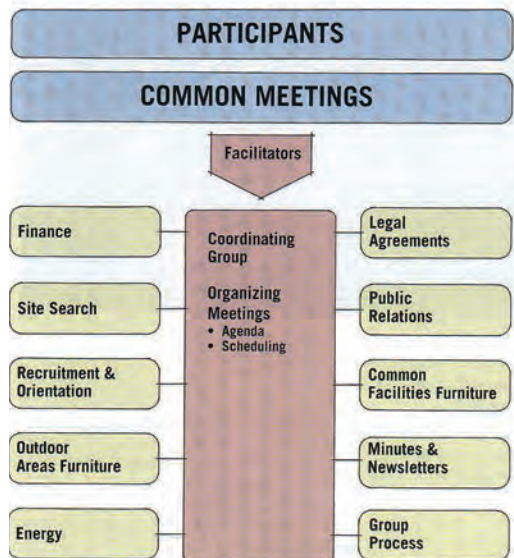 PARTICIPANTS
COMMON MEETINGS
Facilitators
Finance
Site Search
Recruitment &
Orientation
Outdoor
Areas Furniture
Energy
Coordinating
Group
Organizing
Meetings
• Agenda
• Scheduling
Legal
Agreements
Public
Relations
Common
Facilities Furniture
Minutes &
Newsletters
Group
Process